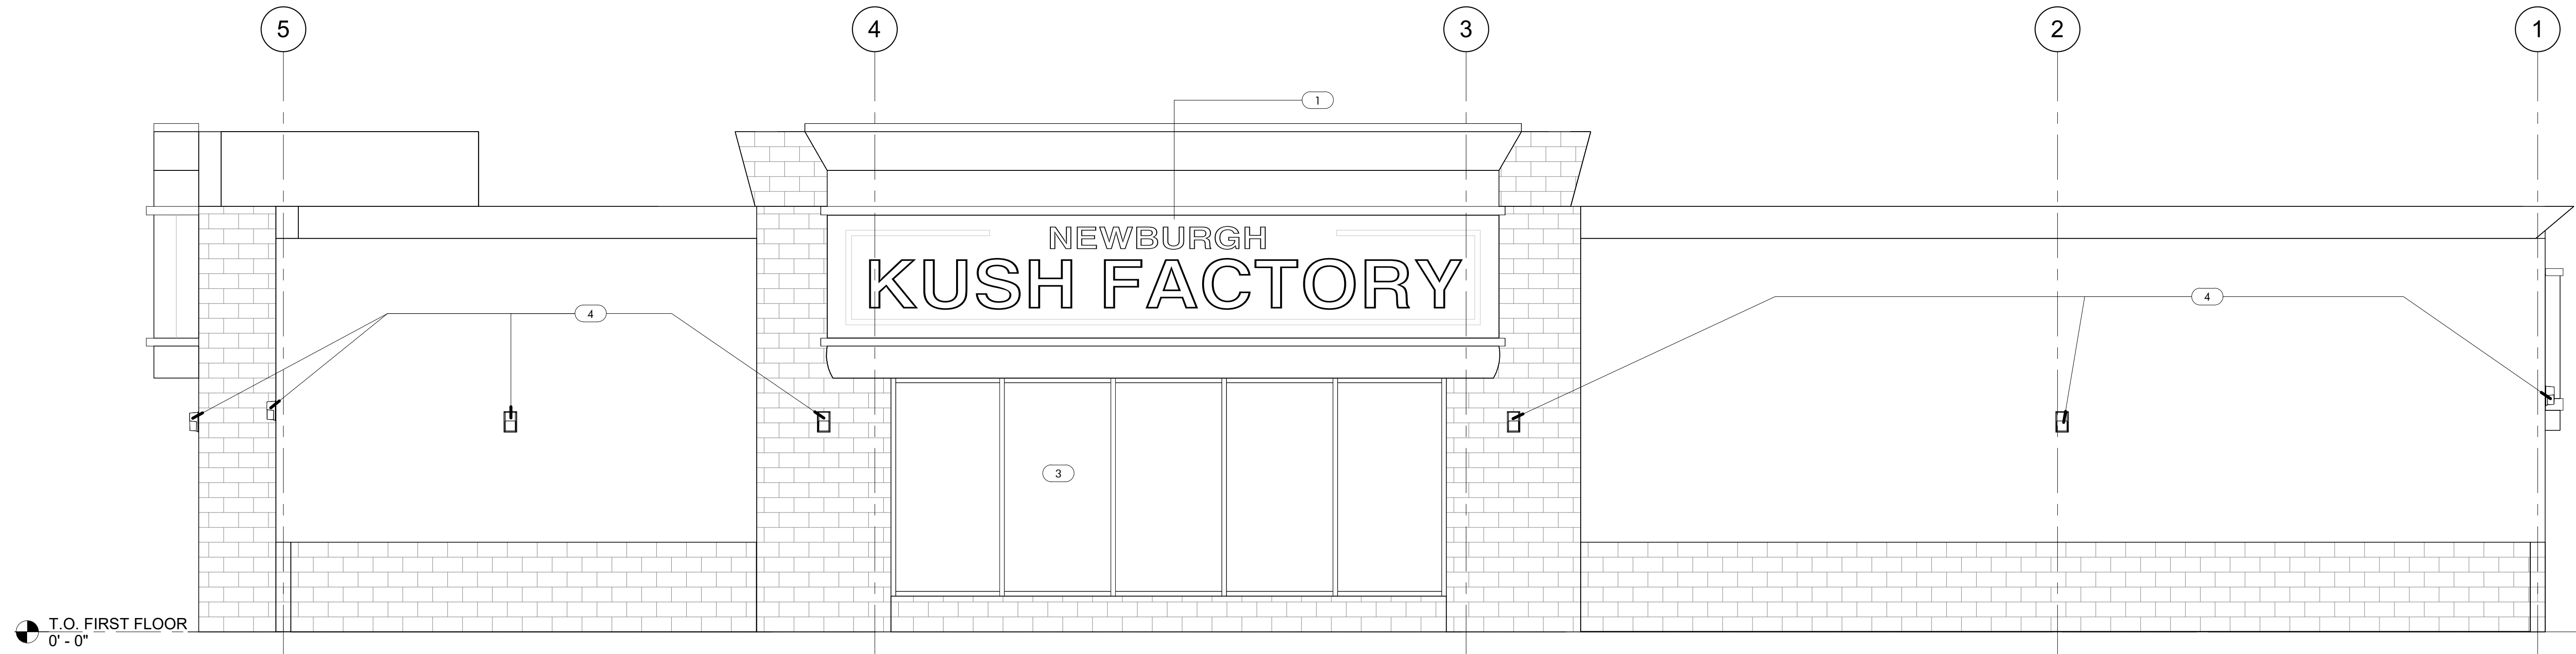 5 4 3 2 1
1
NEWBURGH
KUSH FACTORY
4 4
3
T.O. FIRST FLOOR
0' - 0"